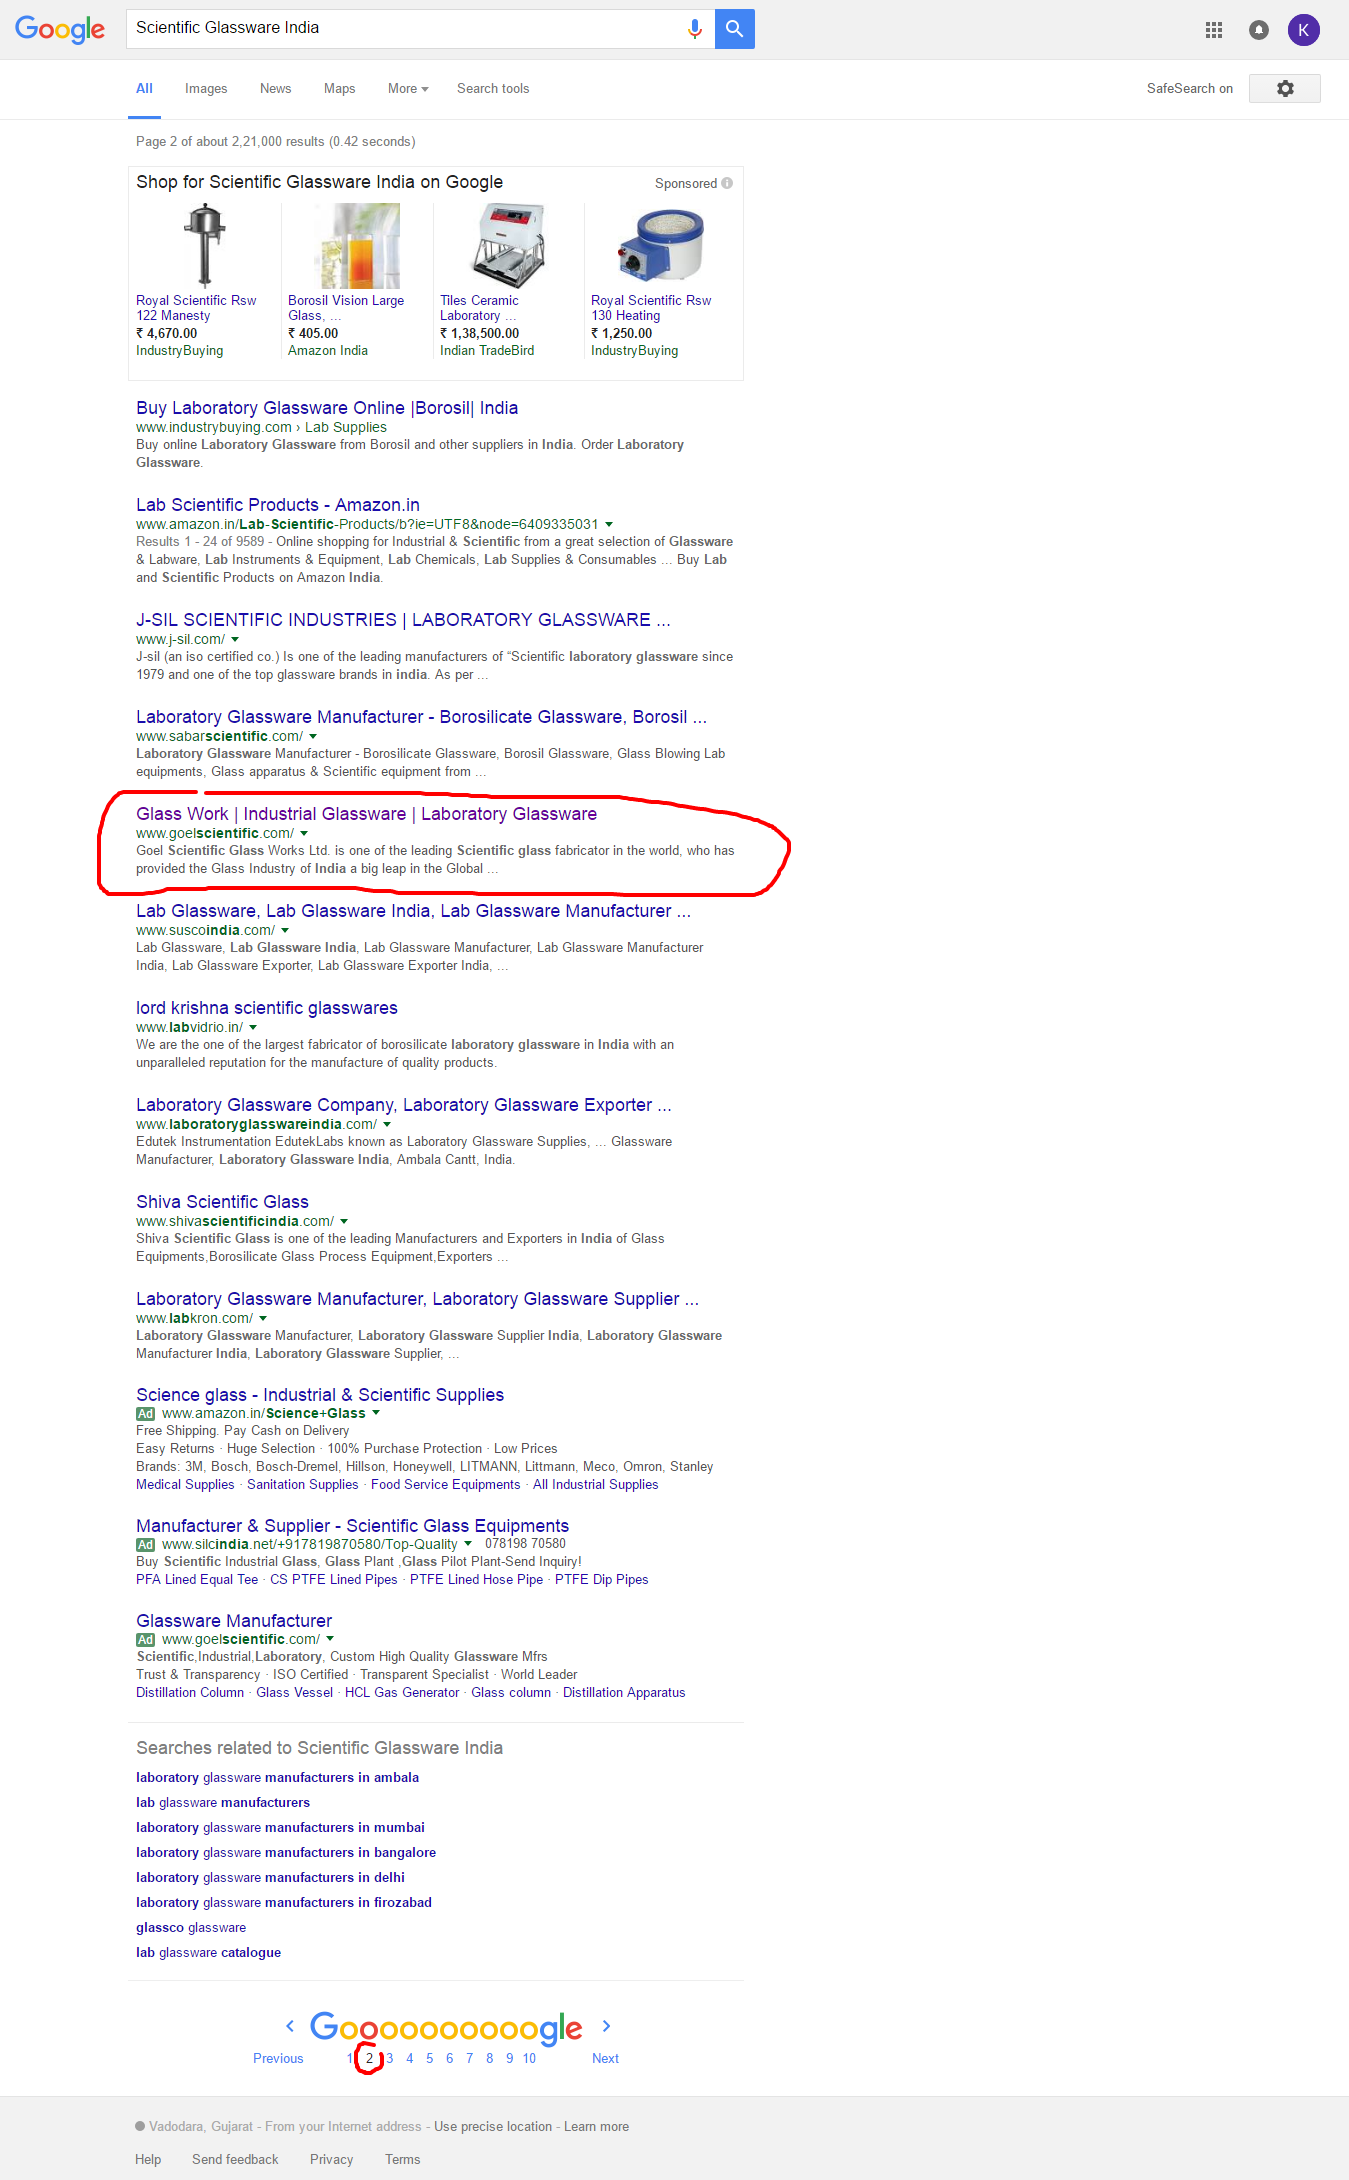 Google
Scientific Glassware India
K
All Images News Maps More Search tools
SafeSearch on
Page 2 of about 2,21,000 results (0.42 seconds)
Shop for Scientific Glassware India on Google
Sponsored
Royal Scientific Rsw
122 Manesty
₹ 4,670.00
IndustryBuying
Borosil Vision Large
Glass, ...
₹ 405.00
Amazon India
Tiles Ceramic
Laboratory ...
₹ 1,38,500.00
Indian TradeBird
Royal Scientific Rsw
130 Heating
₹ 1,250.00
IndustryBuying
Buy Laboratory Glassware Online |Borosil| India
www.industrybuying.com › Lab Supplies
Buy online Laboratory Glassware from Borosil and other suppliers in India. Order Laboratory
Glassware.
Lab Scientific Products - Amazon.in
www.amazon.in/Lab-Scientific-Products/b?ie=UTF8&node=6409335031
Results 1 - 24 of 9589 - Online shopping for Industrial & Scientific from a great selection of Glassware
& Labware, Lab Instruments & Equipment, Lab Chemicals, Lab Supplies & Consumables ... Buy Lab
and Scientific Products on Amazon India.
J-SIL SCIENTIFIC INDUSTRIES | LABORATORY GLASSWARE ...
www.j-sil.com/
J-sil (an iso certified co.) Is one of the leading manufacturers of “Scientific laboratory glassware since
1979 and one of the top glassware brands in india. As per ...
Laboratory Glassware Manufacturer - Borosilicate Glassware, Borosil ...
www.sabarscientific.com/
Laboratory Glassware Manufacturer - Borosilicate Glassware, Borosil Glassware, Glass Blowing Lab
equipments, Glass apparatus & Scientific equipment from ...
Glass Work | Industrial Glassware | Laboratory Glassware
www.goelscientific.com/
Goel Scientific Glass Works Ltd. is one of the leading Scientific glass fabricator in the world, who has
provided the Glass Industry of India a big leap in the Global ...
Lab Glassware, Lab Glassware India, Lab Glassware Manufacturer ...
www.suscoindia.com/
Lab Glassware, Lab Glassware India, Lab Glassware Manufacturer, Lab Glassware Manufacturer
India, Lab Glassware Exporter, Lab Glassware Exporter India, ...
lord krishna scientific glasswares
www.labvidrio.in/
We are the one of the largest fabricator of borosilicate laboratory glassware in India with an
unparalleled reputation for the manufacture of quality products.
Laboratory Glassware Company, Laboratory Glassware Exporter ...
www.laboratoryglasswareindia.com/
Edutek Instrumentation EdutekLabs known as Laboratory Glassware Supplies, ... Glassware
Manufacturer, Laboratory Glassware India, Ambala Cantt, India.
Shiva Scientific Glass
www.shivascientificindia.com/
Shiva Scientific Glass is one of the leading Manufacturers and Exporters in India of Glass
Equipments,Borosilicate Glass Process Equipment,Exporters ...
Laboratory Glassware Manufacturer, Laboratory Glassware Supplier ...
www.labkron.com/
Laboratory Glassware Manufacturer, Laboratory Glassware Supplier India, Laboratory Glassware
Manufacturer India, Laboratory Glassware Supplier, ...
Science glass - Industrial & Scientific Supplies
Ad www.amazon.in/Science+Glass
Free Shipping. Pay Cash on Delivery
Easy Returns · Huge Selection · 100% Purchase Protection · Low Prices
Brands: 3M, Bosch, Bosch-Dremel, Hillson, Honeywell, LITMANN, Littmann, Meco, Omron, Stanley
Medical Supplies · Sanitation Supplies · Food Service Equipments · All Industrial Supplies
Manufacturer & Supplier - Scientific Glass Equipments
Ad www.silcindia.net/+917819870580/Top-Quality 078198 70580
Buy Scientific Industrial Glass, Glass Plant ,Glass Pilot Plant-Send Inquiry!
PFA Lined Equal Tee · CS PTFE Lined Pipes · PTFE Lined Hose Pipe · PTFE Dip Pipes
Glassware Manufacturer
Ad www.goelscientific.com/
Scientific,Industrial,Laboratory, Custom High Quality Glassware Mfrs
Trust & Transparency · ISO Certified · Transparent Specialist · World Leader
Distillation Column · Glass Vessel · HCL Gas Generator · Glass column · Distillation Apparatus
Searches related to Scientific Glassware India
laboratory glassware manufacturers in ambala
lab glassware manufacturers
laboratory glassware manufacturers in mumbai
laboratory glassware manufacturers in bangalore
laboratory glassware manufacturers in delhi
laboratory glassware manufacturers in firozabad
glassco glassware
lab glassware catalogue
Goooooooooogle
Previous 1 2 3 4 5 6 7 8 9 10 Next
Vadodara, Gujarat - From your Internet address - Use precise location - Learn more
Help Send feedback Privacy Terms